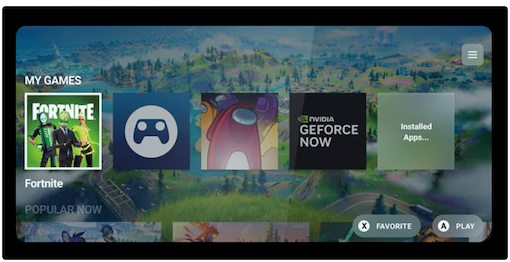 MY GAMES
FORTNITE
NVIDIA
GEFORCE
NOW
Installed
Apps...
Fortnite
POPULAR NOW
X FAVORITE
A PLAY